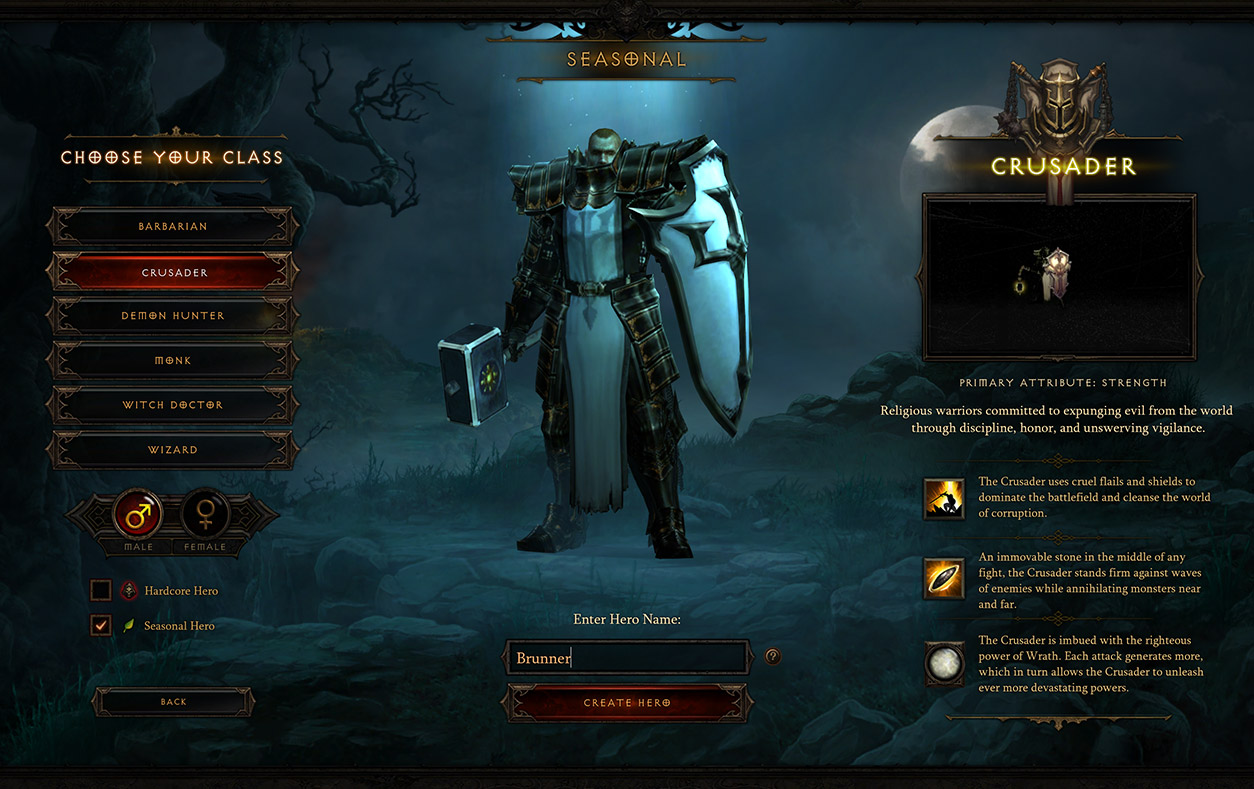 SEASONAL
CHOOSE YOUR CLASS
BARBARIAN
CRUSADER
DEMON HUNTER
MONK
WITCH DOCTOR
WIZARD
MALE
FEMALE
Hardcore Hero
Seasonal Hero
BACK
Enter Hero Name:
Brunner
?
CREATE HERO
CRUSADER
PRIMARY ATTRIBUTE: STRENGTH
Religious warriors committed to expunging evil from the world
through discipline, honor, and unswerving vigilance.
The Crusader uses cruel flails and shields to
dominate the battlefield and cleanse the world
of corruption.
An immovable stone in the middle of any
fight, the Crusader stands firm against waves
of enemies while annihilating monsters near
and far.
The Crusader is imbued with the righteous
power of Wrath. Each attack generates more,
which in turn allows the Crusader to unleash
ever more devastating powers.